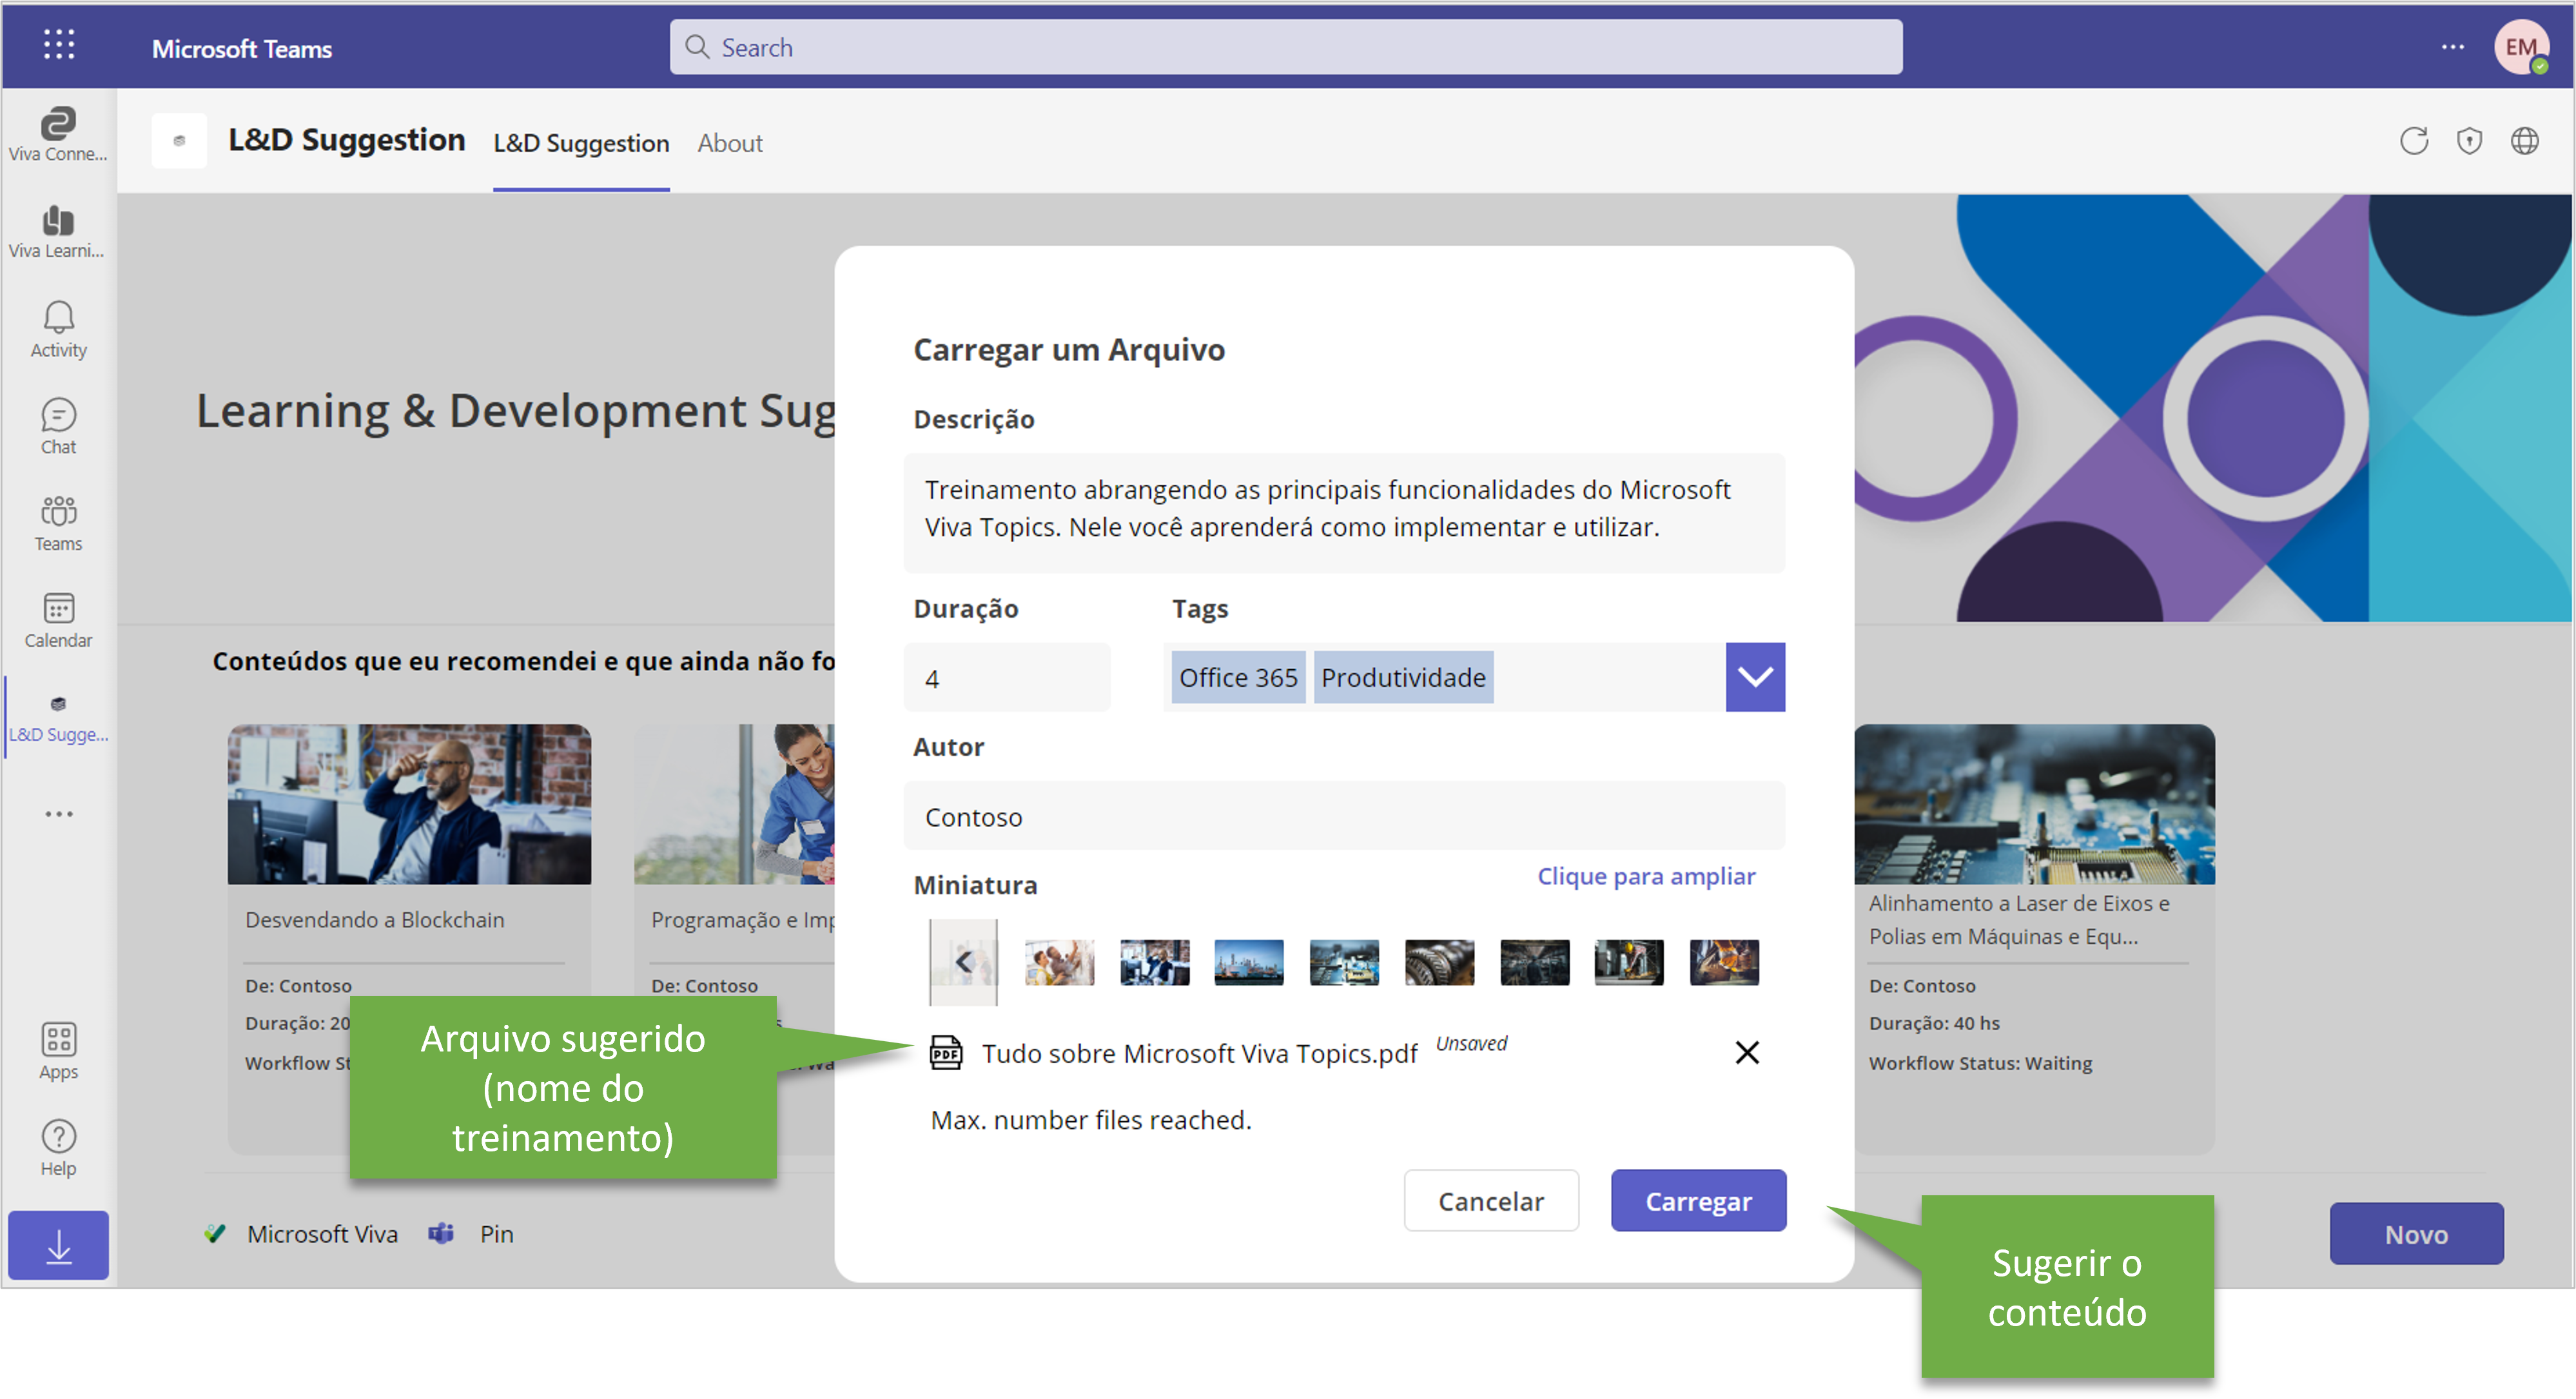 Microsoft Teams
Search
EM
Viva Conne...
Viva Learni...
Activity
Chat
Teams
Calendar
L&D Sugge...
Apps
Help
L&D Suggestion
L&D Suggestion
About
Learning & Development Sug
Conteúdos que eu recomendei e que ainda não fo
Desvendando a Blockchain
De: Contoso
Duração: 20
Workflow St
Programação e Imp
De: Contoso
Carregar um Arquivo
Descrição
Treinamento abrangendo as principais funcionalidades do Microsoft
Viva Topics. Nele você aprenderá como implementar e utilizar.
Duração
Tags
4
Office 365
Produtividade
Autor
Contoso
Miniatura
Clique para ampliar
PDF
Tudo sobre Microsoft Viva Topics.pdf
Unsaved
Max. number files reached.
Cancelar
Carregar
Arquivo sugerido
(nome do
treinamento)
Alinhamento a Laser de Eixos e
Polias em Máquinas e Equ...
De: Contoso
Duração: 40 hs
Workflow Status: Waiting
Microsoft Viva
Pin
Novo
Sugerir o
conteúdo